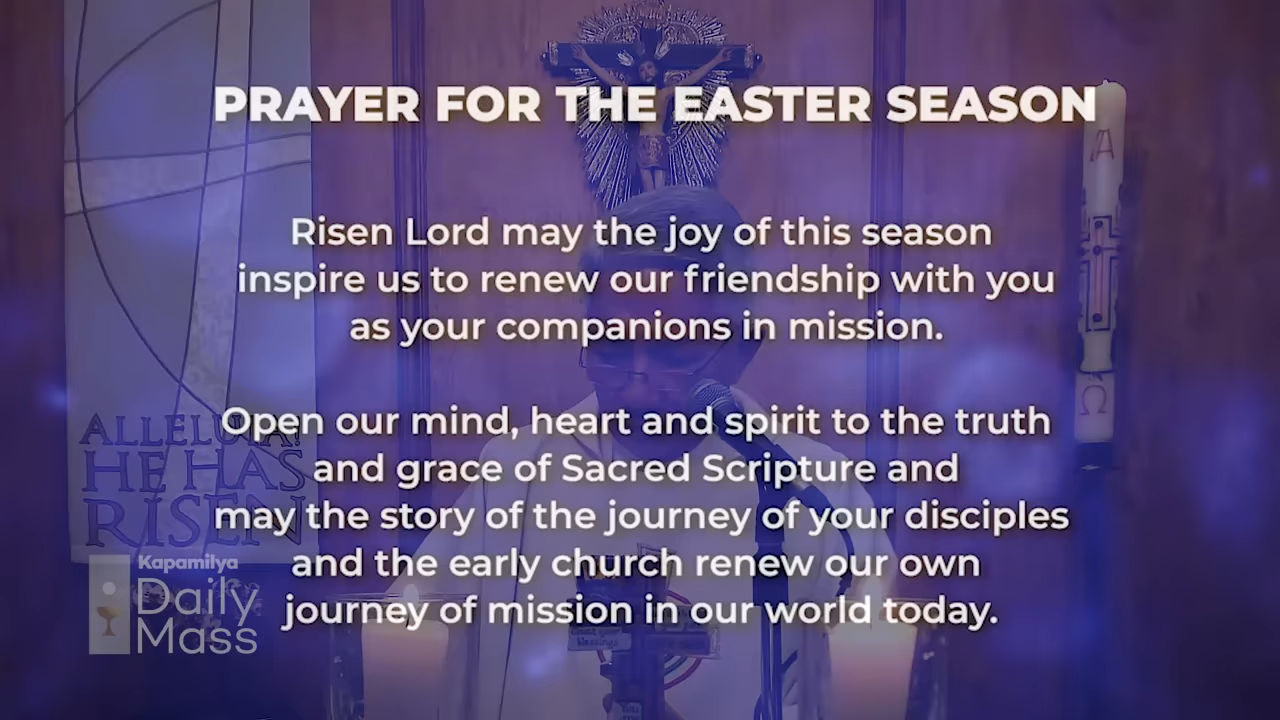 PRAYER FOR THE EASTER SEASON
Risen Lord may the joy of this season
inspire us to renew our friendship with you
as your companions in mission.
Open our mind, heart and spirit to the truth
and grace of Sacred Scripture and
may the story of the journey of your disciples
and the early church renew our own
journey of mission in our world today.
ALLELUIA!
HE HAS
RISEN
Kapamilya
Daily
Mass
Α
Ω
Count your
blessings